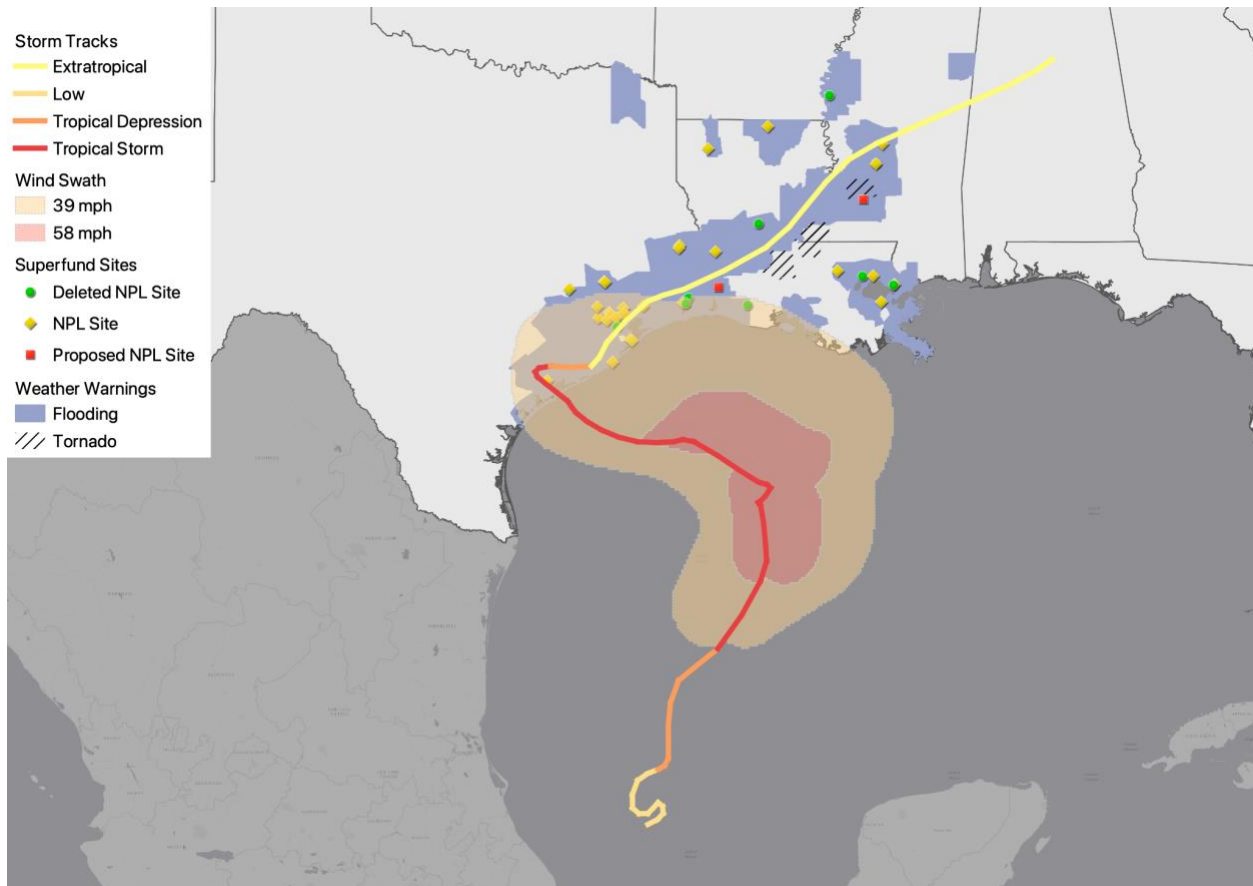 Storm Tracks
Extratropical
Low
Tropical Depression
Tropical Storm
Wind Swath
39 mph
58 mph
Superfund Sites
Deleted NPL Site
NPL Site
Proposed NPL Site
Weather Warnings
Flooding
Tornado